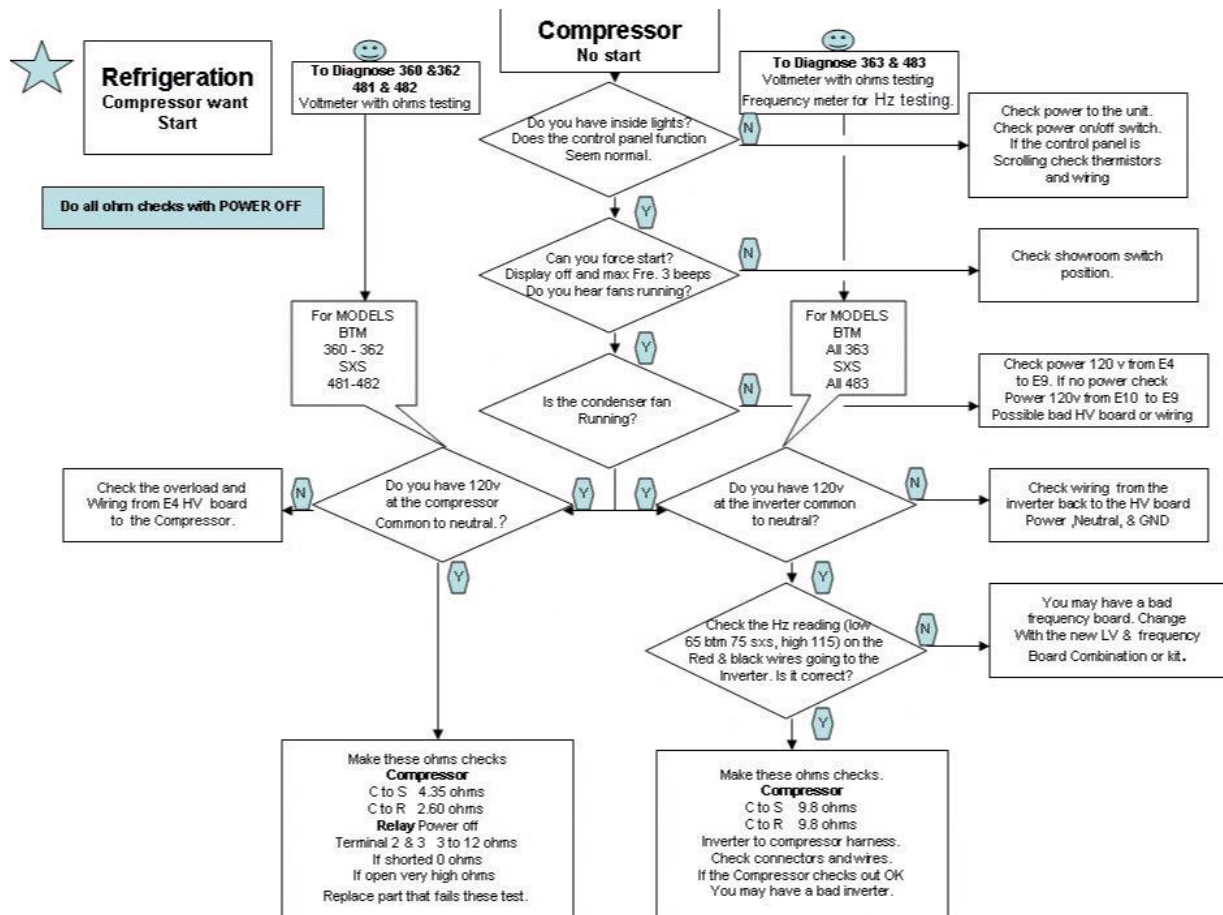 Refrigeration
Compressor want
Start
Do all ohm checks with POWER OFF
To Diagnose 360 &362
481 & 482
Voltmeter with ohms testing
Compressor
No start
To Diagnose 363 & 483
Voltmeter with ohms testing
Frequency meter for Hz testing.
Do you have inside lights?
Does the control panel function
Seem normal.
N
Check power to the unit.
Check power on/off switch.
If the control panel is
Scrolling check thermistors
and wiring
Y
Can you force start?
Display off and max Fre. 3 beeps
Do you hear fans running?
N
Check showroom switch
position.
Y
For MODELS
BTM
360 - 362
SXS
481-482
For MODELS
BTM
All 363
SXS
All 483
Is the condenser fan
Running?
N
Check power 120 v from E4
to E9. If no power check
Power 120v from E10 to E9
Possible bad HV board or wiring
Y
Y
Do you have 120v
at the compressor
Common to neutral.?
N
Check the overload and
Wiring from E4 HV board
to the Compressor.
Y
Do you have 120v
at the inverter common
to neutral?
N
Check wiring from the
inverter back to the HV board
Power ,Neutral, & GND
Y
Check the Hz reading (low
65 btm 75 sxs, high 115) on the
Red & black wires going to the
Inverter. Is it correct?
N
You may have a bad
frequency board. Change
With the new LV & frequency
Board Combination or kit.
Y
Make these ohms checks
Compressor
C to S 4.35 ohms
C to R 2.60 ohms
Relay Power off
Terminal 2 & 3 3 to 12 ohms
If shorted 0 ohms
If open very high ohms
Replace part that fails these test.
Make these ohms checks.
Compressor
C to S 9.8 ohms
C to R 9.8 ohms
Inverter to compressor harness.
Check connectors and wires.
If the Compressor checks out OK
You may have a bad inverter.